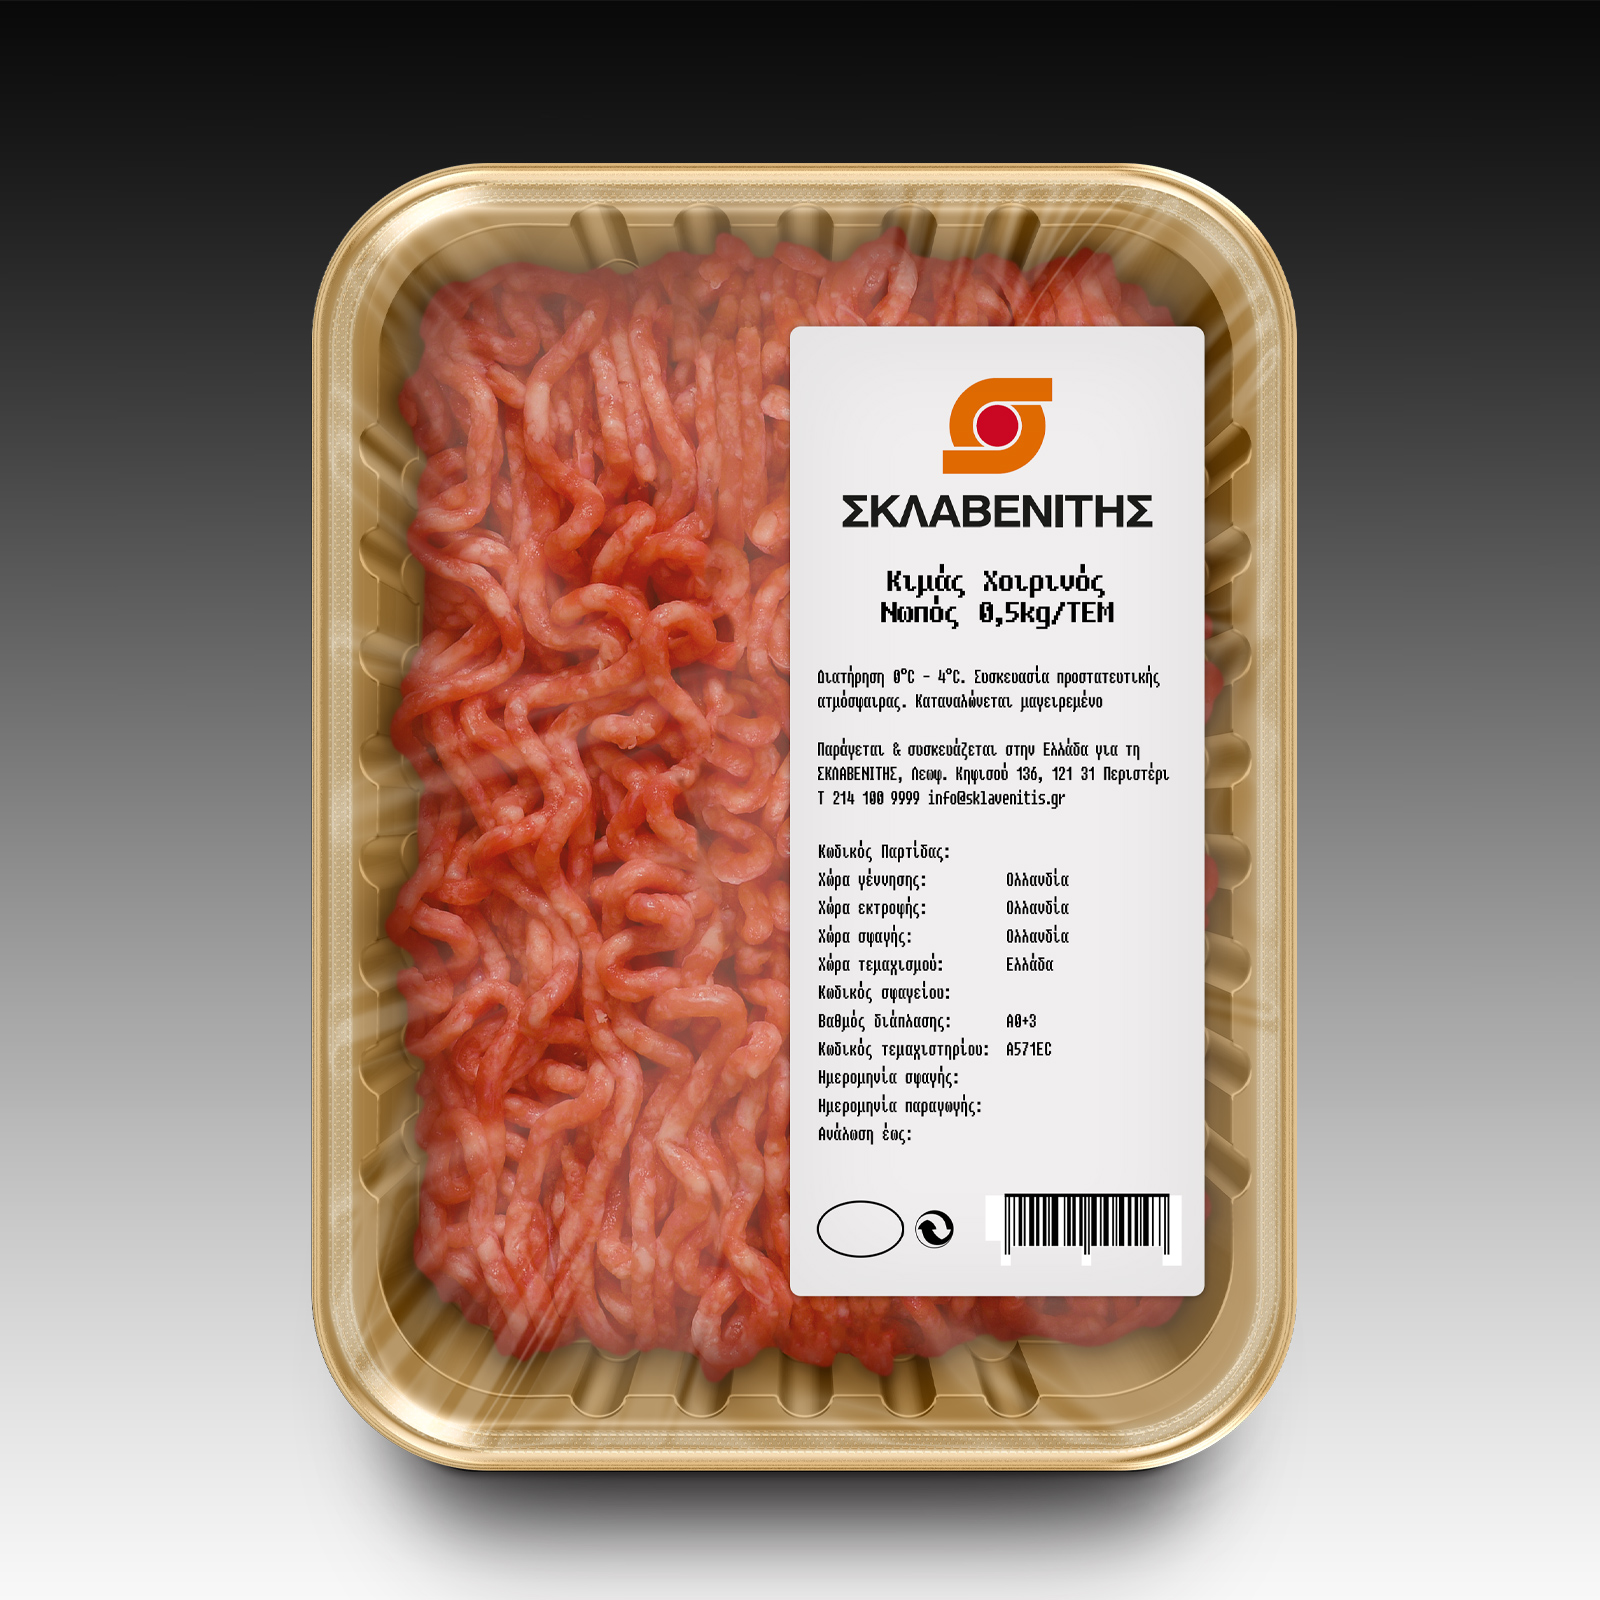 ΣΚΛΑΒΕΝΙΤΗΣ
Κιμάς Χοιρινός
Νωπός 0,5kg/ΤΕΜ
Διατήρηση 0°C - 4°C. Συσκευασία προστατευτικής
ατμόσφαιρας. Καταναλώνεται μαγειρεμένο
Παράγεται & συσκευάζεται στην Ελλάδα για τη
ΣΚΛΑΒΕΝΙΤΗΣ, Λεωφ. Κηφισού 136, 121 31 Περιστέρι
Τ 214 100 9999 info@sklavenitis.gr
Κωδικός Παρτίδας:
Χώρα γέννησης: Ολλανδία
Χώρα εκτροφής: Ολλανδία
Χώρα σφαγής: Ολλανδία
Χώρα τεμαχισμού: Ελλάδα
Κωδικός σφαγείου:
Βαθμός διάπλασης: A0+3
Κωδικός τεμαχιστηρίου: A571EC
Ημερομηνία σφαγής:
Ημερομηνία παραγωγής:
Ανάλωση έως: